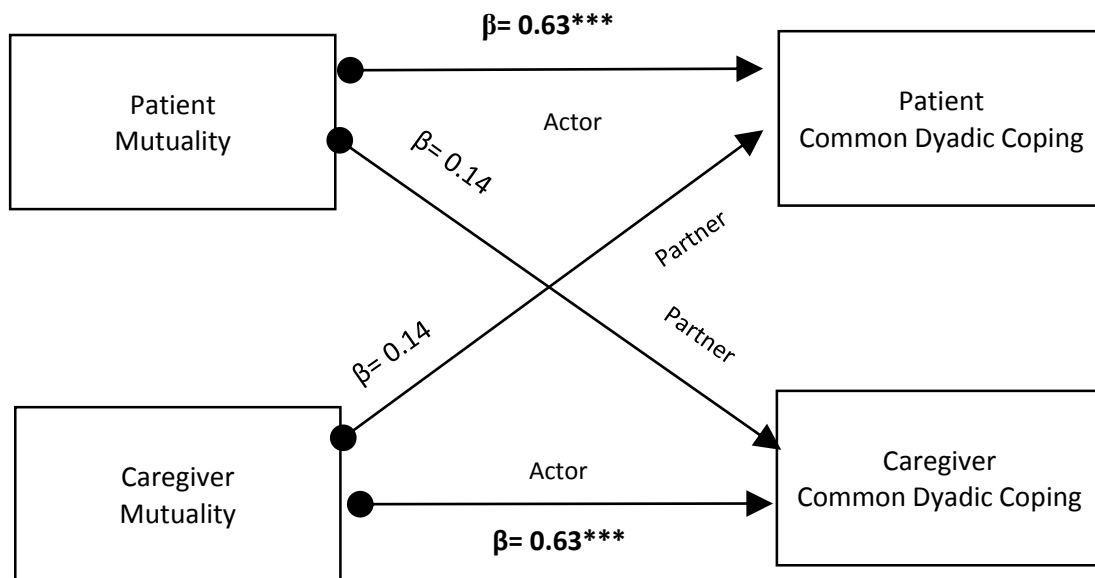 β= 0.63***
Patient
Mutuality
Actor
Patient
Common Dyadic Coping
β= 0.14
Partner
β= 0.14
Partner
Caregiver
Mutuality
Actor
β= 0.63***
Caregiver
Common Dyadic Coping